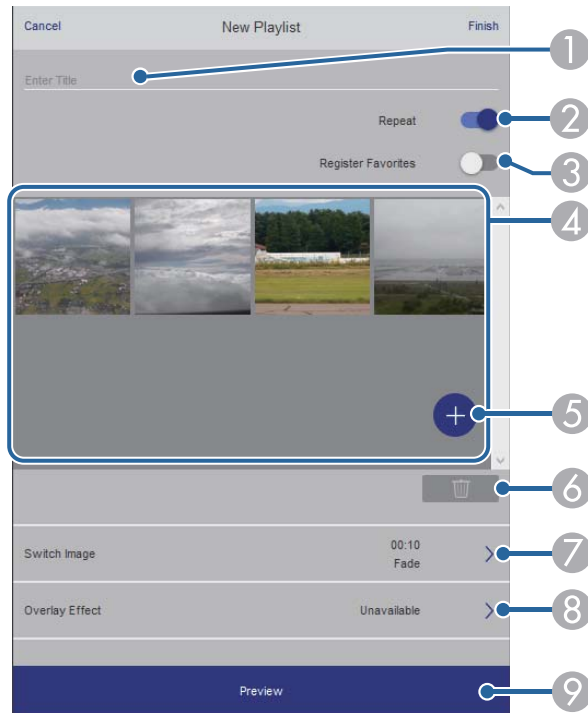 Cancel New Playlist Finish
1
Enter Title
Repeat 2
Register Favorites 3
4
+ 5
6
Switch Image 00:10 Fade 7
Overlay Effect Unavailable 8
Preview 9